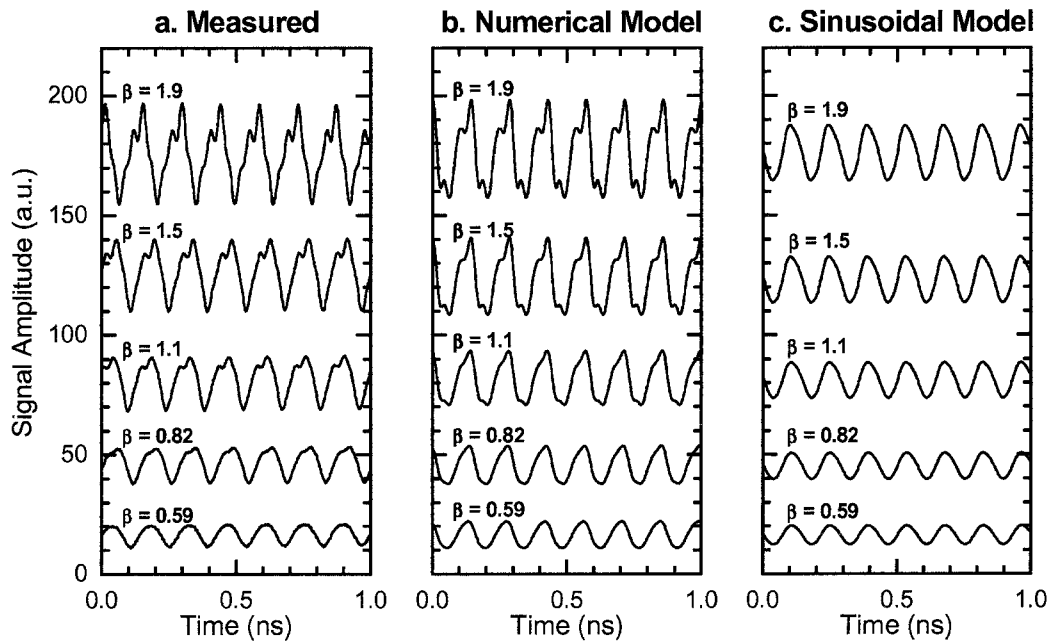 a. Measured
b. Numerical Model
c. Sinusoidal Model
Signal Amplitude (a.u.)
200
150
100
50
0
β = 1.9
β = 1.5
β = 1.1
β = 0.82
β = 0.59
0.0 0.5 1.0
Time (ns)
β = 1.9
β = 1.5
β = 1.1
β = 0.82
β = 0.59
0.0 0.5 1.0
Time (ns)
β = 1.9
β = 1.5
β = 1.1
β = 0.82
β = 0.59
0.0 0.5 1.0
Time (ns)